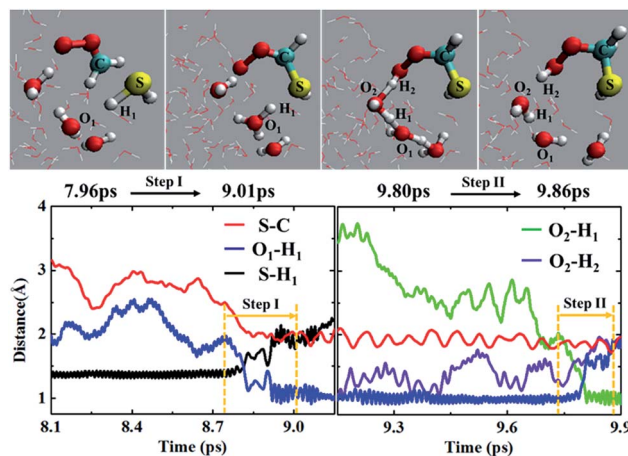 C
S
H1
O1
S
H1
O1
S
O2
H2
H1
O1
S
O2
H2
H1
O1
Step I
Step II
7.96ps
9.01ps
9.80ps
9.86ps
4
3
2
1
Distance(Å)
S-C
O1-H1
S-H1
Step I
8.1
8.4
8.7
9.0
Time (ps)
O2-H1
O2-H2
Step II
9.3
9.6
9.9
Time (ps)